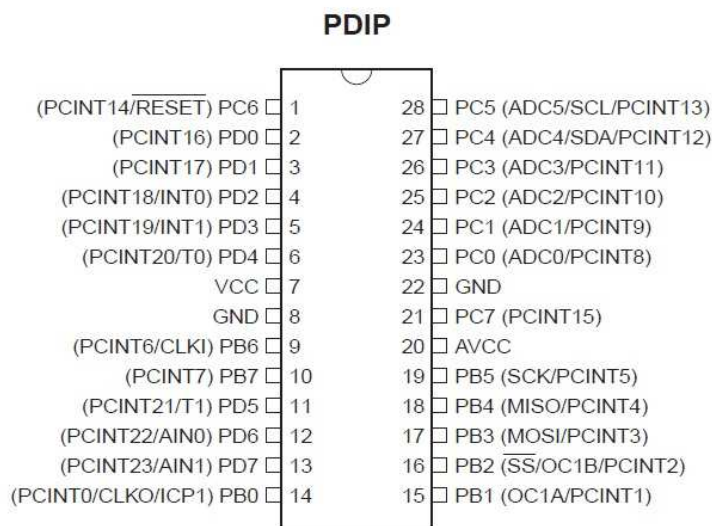 PDIP
(PCINT14/RESET) PC6 1 28 PC5 (ADC5/SCL/PCINT13)
(PCINT16) PD0 2 27 PC4 (ADC4/SDA/PCINT12)
(PCINT17) PD1 3 26 PC3 (ADC3/PCINT11)
(PCINT18/INT0) PD2 4 25 PC2 (ADC2/PCINT10)
(PCINT19/INT1) PD3 5 24 PC1 (ADC1/PCINT9)
(PCINT20/T0) PD4 6 23 PC0 (ADC0/PCINT8)
VCC 7 22 GND
GND 8 21 PC7 (PCINT15)
(PCINT6/CLKI) PB6 9 20 AVCC
(PCINT7) PB7 10 19 PB5 (SCK/PCINT5)
(PCINT21/T1) PD5 11 18 PB4 (MISO/PCINT4)
(PCINT22/AIN0) PD6 12 17 PB3 (MOSI/PCINT3)
(PCINT23/AIN1) PD7 13 16 PB2 (SS/OC1B/PCINT2)
(PCINT0/CLKO/ICP1) PB0 14 15 PB1 (OC1A/PCINT1)